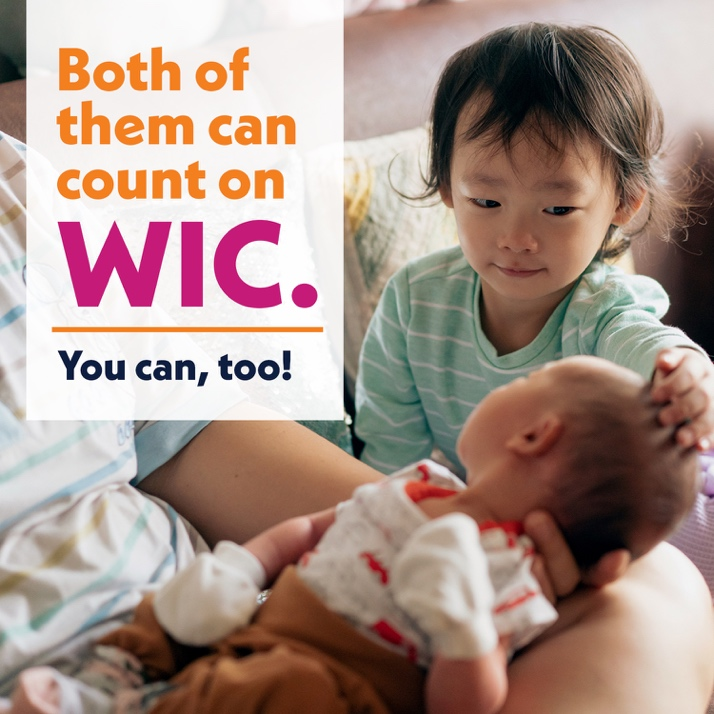 Both of
them can
count on
WIC.
You can, too!